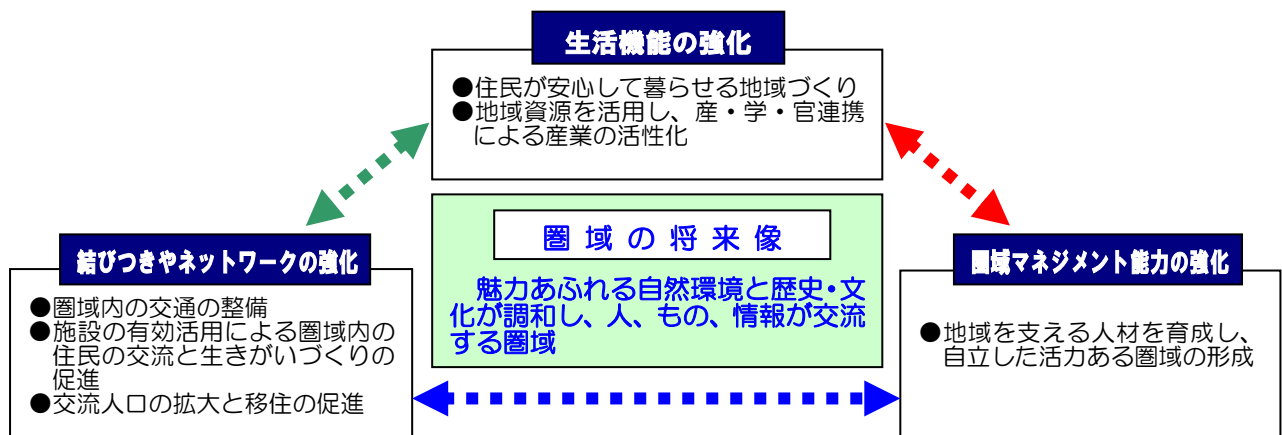 生活機能の強化
●住民が安心して暮らせる地域づくり
●地域資源を活用し、産・学・官連携
による産業の活性化
圏域の将来像
魅力あふれる自然環境と歴史・文
化が調和し、人、もの、情報が交流
する圏域
結びつきやネットワークの強化
●圏域内の交通の整備
●施設の有効活用による圏域内の
住民の交流と生きがいづくりの
促進
●交流人口の拡大と移住の促進
圏域マネジメント能力の強化
●地域を支える人材を育成し、
自立した活力ある圏域の形成